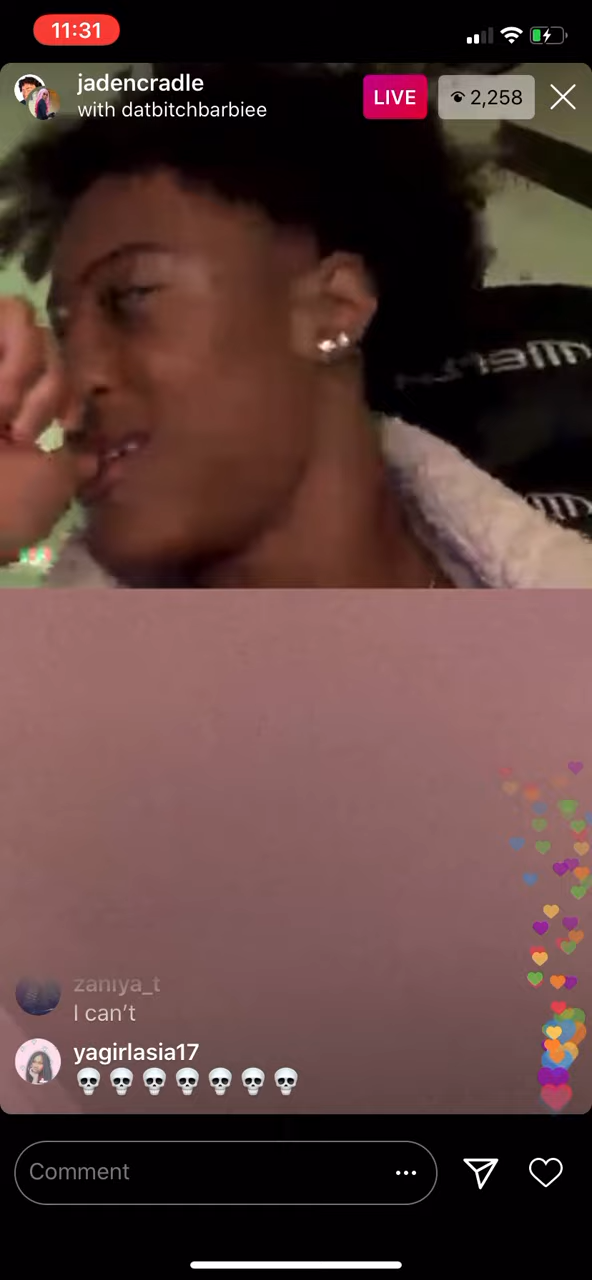 11:31
jadencradle
with datbitchbarbiee
LIVE
2,258
zaniya_t
I can't
yagirlasia17
💀💀💀💀💀💀💀
Comment